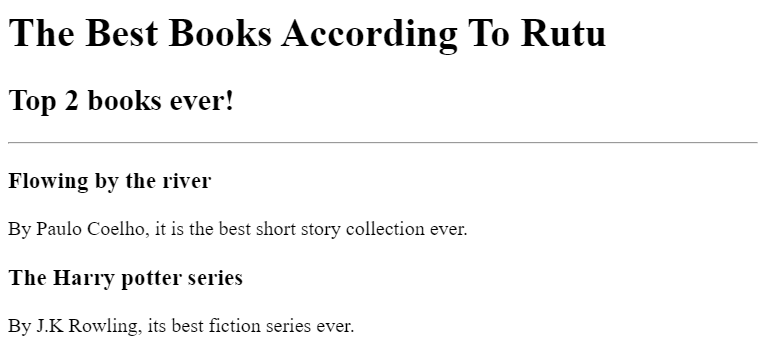 The Best Books According To Rutu
Top 2 books ever!
Flowing by the river
By Paulo Coelho, it is the best short story collection ever.
The Harry potter series
By J.K Rowling, its best fiction series ever.